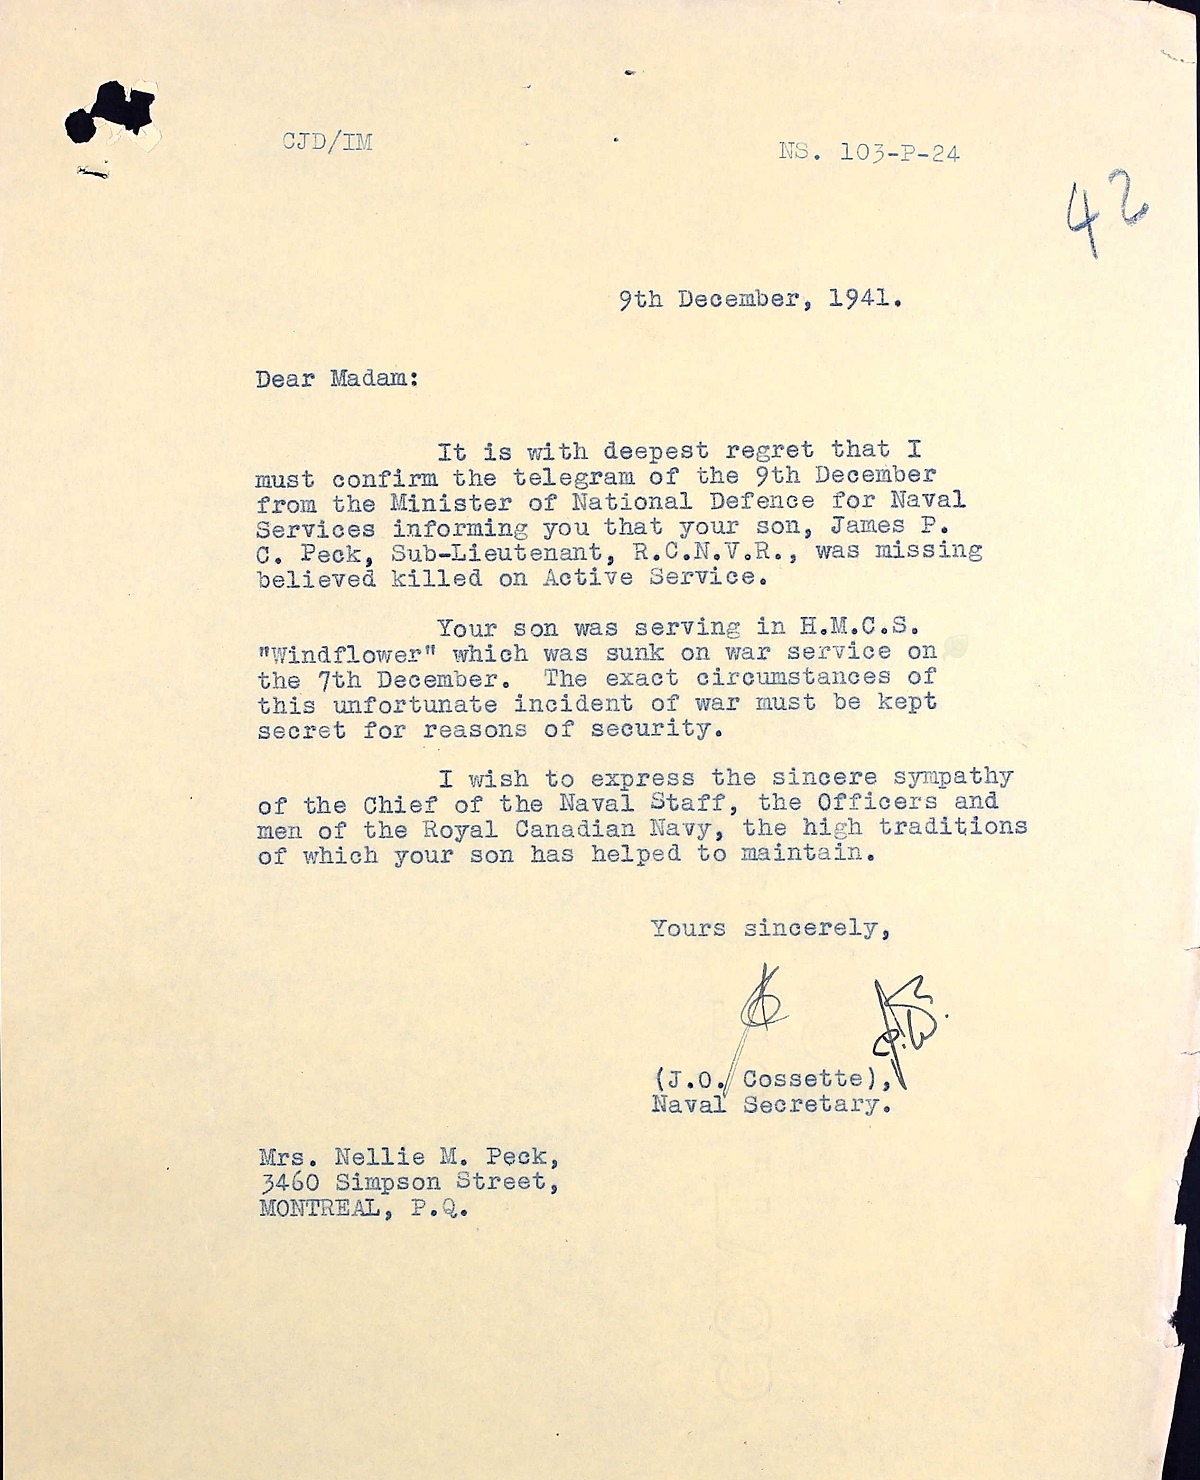 CJD/IM
NS. 103-P-24
42
9th December, 1941.
Dear Madam:
It is with deepest regret that I
must confirm the telegram of the 9th December
from the Minister of National Defence for Naval
Services informing you that your son, James P.
C. Peck, Sub-Lieutenant, R.C.N.V.R., was missing
believed killed on Active Service.
Your son was serving in H.M.C.S.
"Windflower" which was sunk on war service on
the 7th December. The exact circumstances of
this unfortunate incident of war must be kept
secret for reasons of security.
I wish to express the sincere sympathy
of the Chief of the Naval Staff, the Officers and
men of the Royal Canadian Navy, the high traditions
of which your son has helped to maintain.
Yours sincerely,
(J.O. Cossette),
Naval Secretary.
Mrs. Nellie M. Peck,
3460 Simpson Street,
MONTREAL, P.Q.